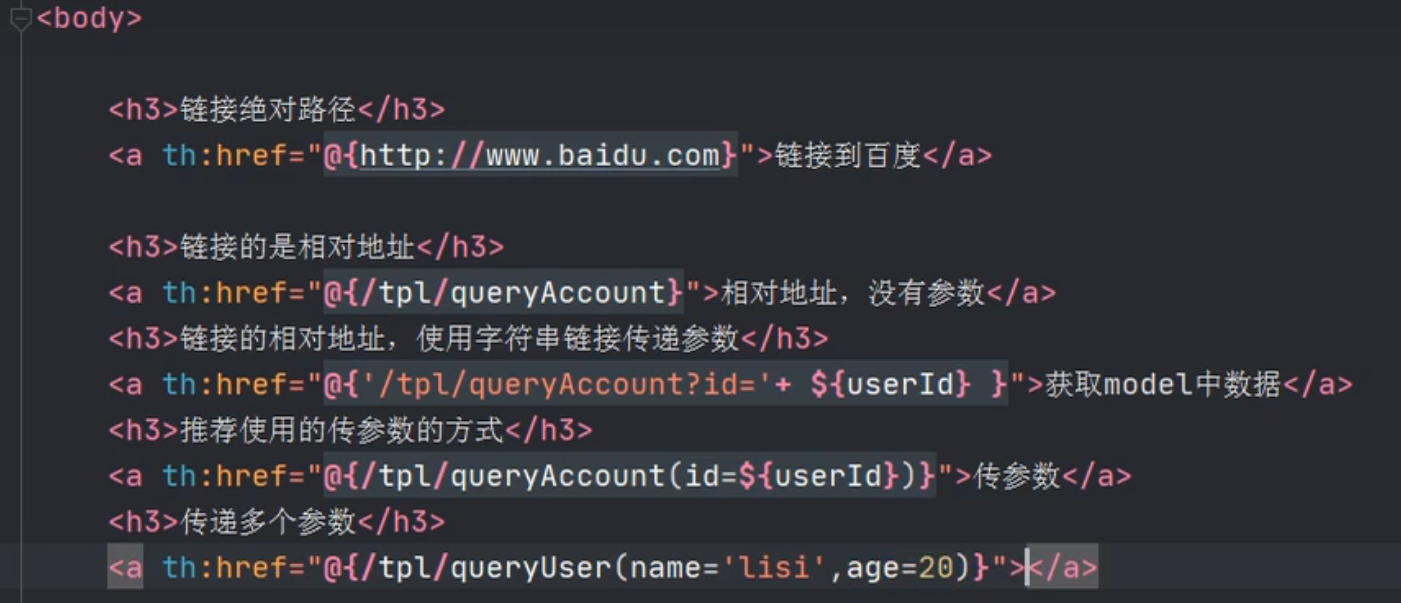 <body>
<h3>链接绝对路径</h3>
<a th:href="@{http://www.baidu.com}">链接到百度</a>
<h3>链接的是相对地址</h3>
<a th:href="@{/tpl/queryAccount}">相对地址，没有参数</a>
<h3>链接的相对地址，使用字符串链接传递参数</h3>
<a th:href="@{'/tpl/queryAccount?id='+ ${userId} }">获取model中数据</a>
<h3>推荐使用的传参数的方式</h3>
<a th:href="@{/tpl/queryAccount(id=${userId})}">传参数</a>
<h3>传递多个参数</h3>
<a th:href="@{/tpl/queryUser(name='lisi',age=20)}"></a>